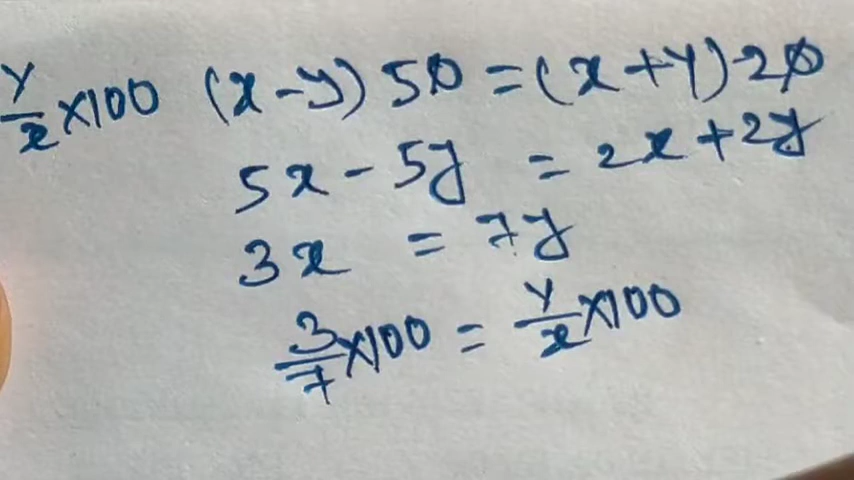 y/x ×100 (x-y) 50 = (x+y) 20
5x - 5y = 2x + 2y
3x = 7y
3/7 ×100 = y/x ×100